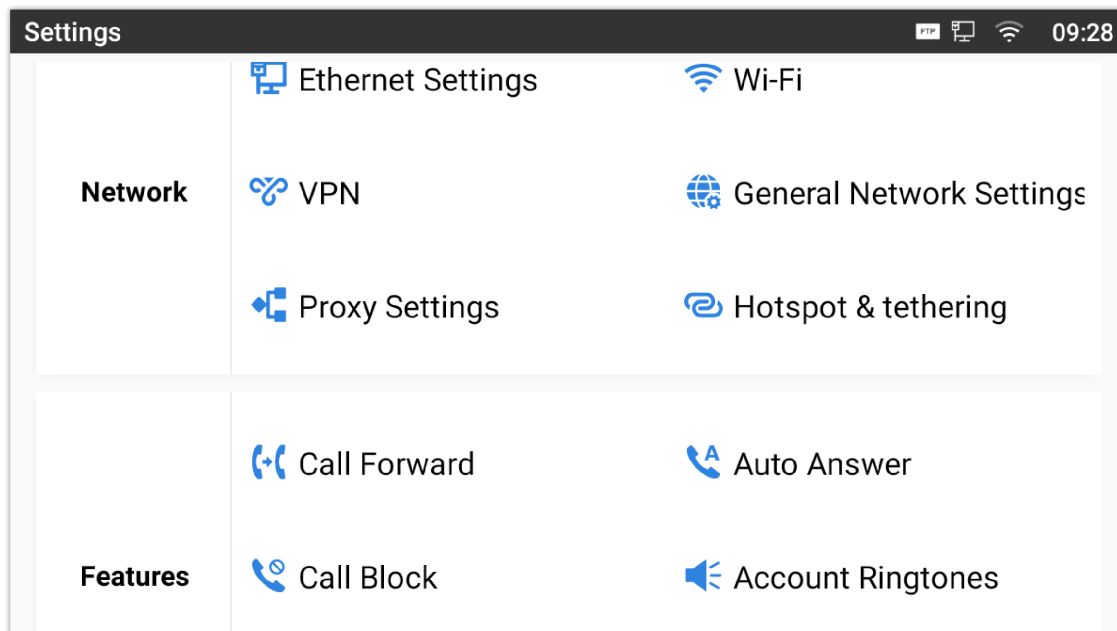 Settings FTP 09:28
Ethernet Settings Wi-Fi
Network VPN General Network Settings
Proxy Settings Hotspot & tethering
Call Forward A Auto Answer
Features Call Block Account Ringtones